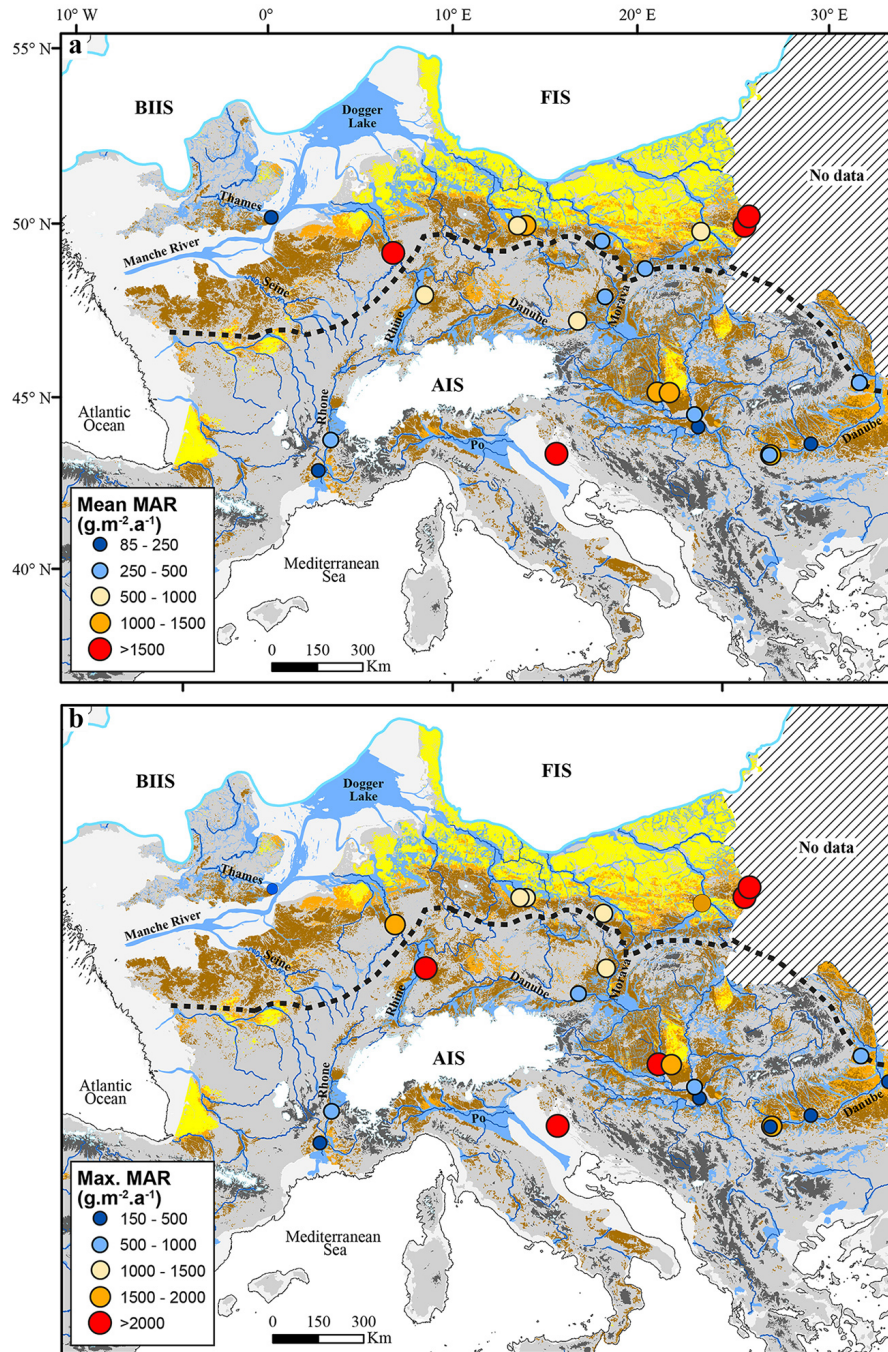 10° W
0°
10° E
20° E
30° E
a
55° N
50° N
45° N
40° N
BIIS
Dogger
Lake
FIS
No data
Thames
Manche River
Seine
Rhine
Danube
Morava
AIS
Atlantic
Ocean
Rhone
Po
Danube
Mediterranean
Sea
Mean MAR
(g.m⁻².a⁻¹)
85 - 250
250 - 500
500 - 1000
1000 - 1500
>1500
0 150 300
Km
b
BIIS
Dogger
Lake
FIS
No data
Thames
Manche River
Seine
Rhine
Danube
Morava
AIS
Atlantic
Ocean
Rhone
Po
Danube
Mediterranean
Sea
Max. MAR
(g.m⁻².a⁻¹)
150 - 500
500 - 1000
1000 - 1500
1500 - 2000
>2000
0 150 300
Km